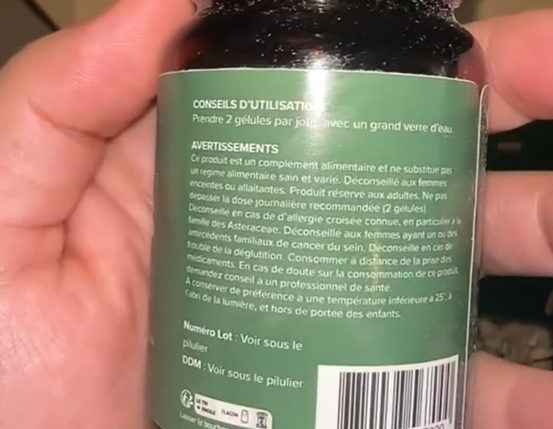 CONSEILS D'UTILISATION
Prendre 2 gélules par jour, avec un grand verre d'eau.
AVERTISSEMENTS
Ce produit est un complément alimentaire et ne substitue pas
un régime alimentaire sain et varié. Déconseillé aux femmes
enceintes ou allaitantes. Produit réservé aux adultes. Ne pas
dépasser la dose journalière recommandée (2 gélules)
Déconseillé en cas de d'allergie croisée connue, en particulier à la
famille des Asteraceae. Déconseillé aux femmes ayant un ou des
antécédents familiaux de cancer du sein. Déconseillé en cas de
trouble de la déglutition. Consommer à distance de la prise des
médicaments. En cas de doute sur la consommation de ce produit,
demandez conseil à un professionnel de santé.
À conserver de préférence à une température inférieure à 25°, à
l'abri de la lumière, et hors de portée des enfants.
Numéro Lot : Voir sous le
pilulier
DDM : Voir sous le pilulier
LE TRI
+ FACILE
FLACON